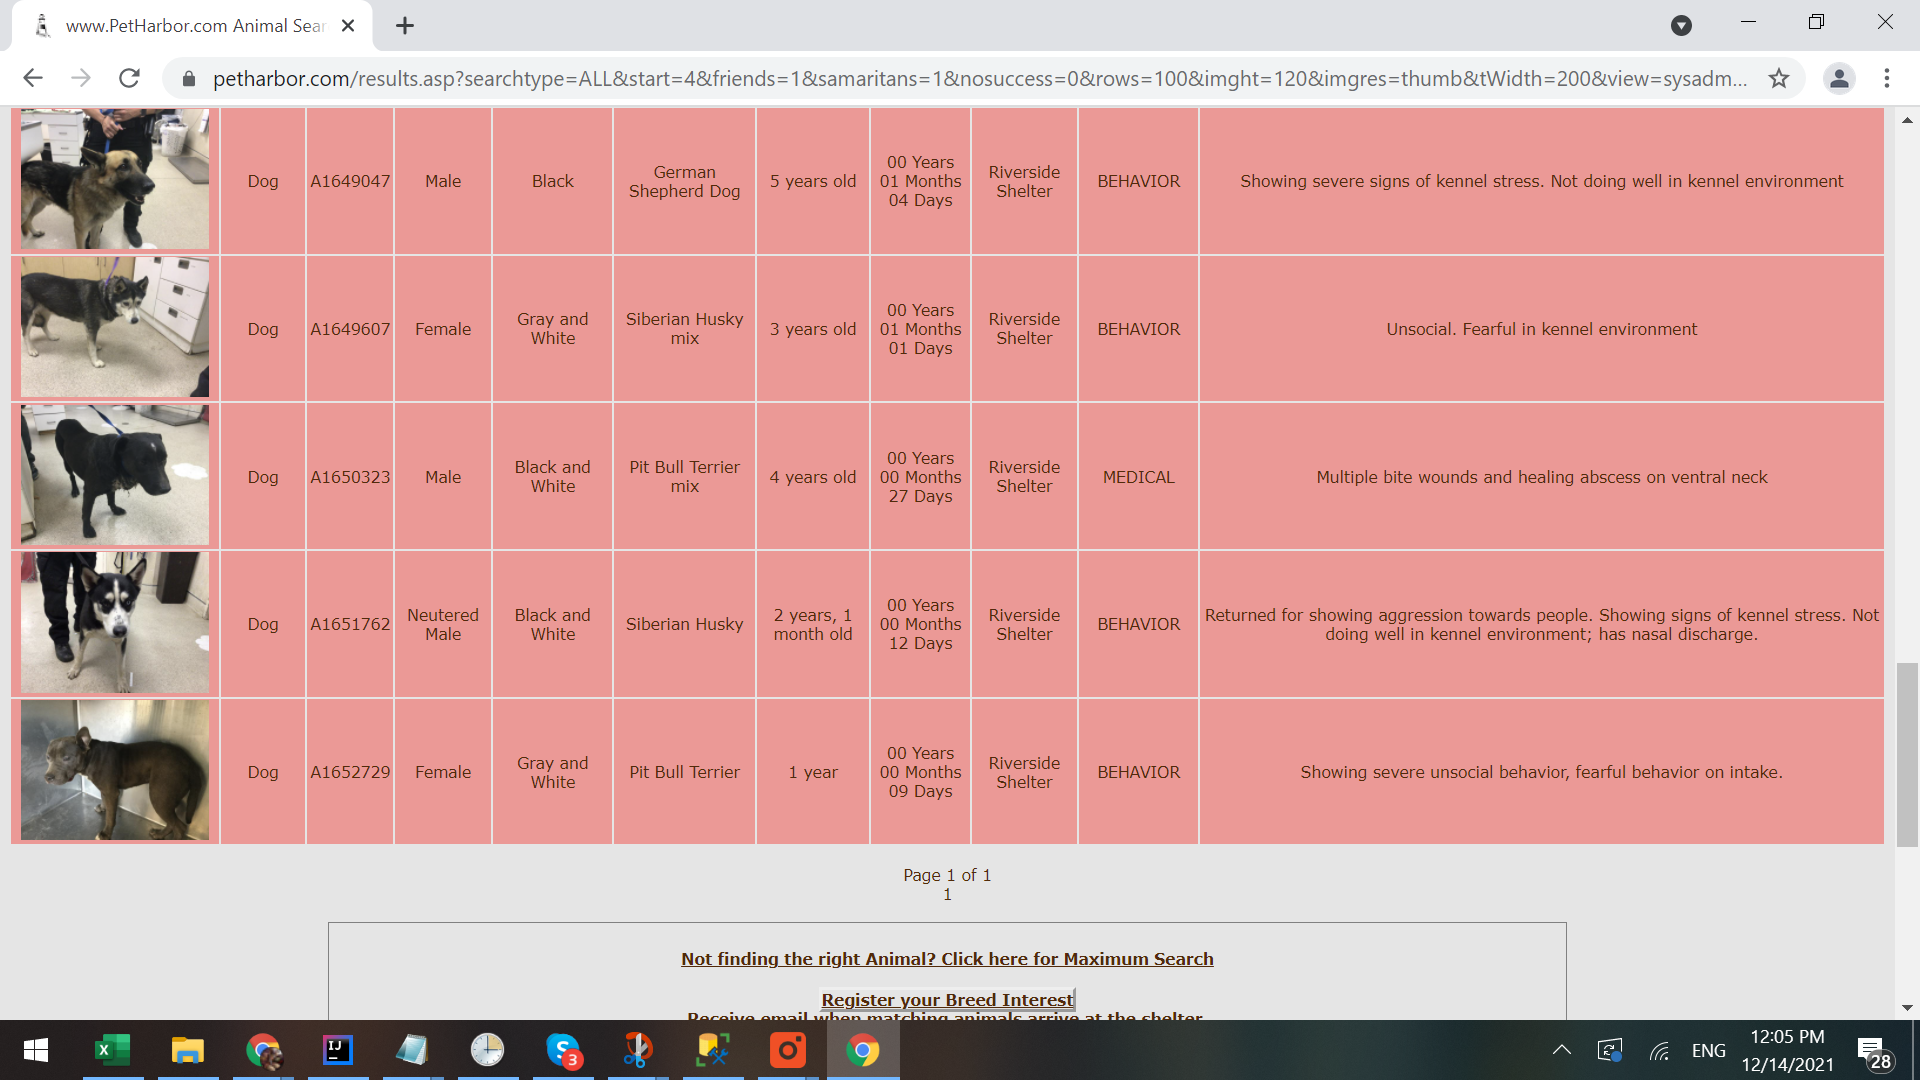 www.PetHarbor.com Animal Sear
petharbor.com/results.asp?searchtype=ALL&start=4&friends=1&samaritans=1&nosuccess=0&rows=100&imght=120&imgres=thumb&tWidth=200&view=sysadm...
Dog
A1649047
Male
Black
German
Shepherd Dog
5 years old
00 Years
01 Months
04 Days
Riverside
Shelter
BEHAVIOR
Showing severe signs of kennel stress. Not doing well in kennel environment
Dog
A1649607
Female
Gray and
White
Siberian Husky
mix
3 years old
00 Years
01 Months
01 Days
Riverside
Shelter
BEHAVIOR
Unsocial. Fearful in kennel environment
Dog
A1650323
Male
Black and
White
Pit Bull Terrier
mix
4 years old
00 Years
00 Months
27 Days
Riverside
Shelter
MEDICAL
Multiple bite wounds and healing abscess on ventral neck
Dog
A1651762
Neutered
Male
Black and
White
Siberian Husky
2 years, 1
month old
00 Years
00 Months
12 Days
Riverside
Shelter
BEHAVIOR
Returned for showing aggression towards people. Showing signs of kennel stress. Not
doing well in kennel environment; has nasal discharge.
Dog
A1652729
Female
Gray and
White
Pit Bull Terrier
1 year
00 Years
00 Months
09 Days
Riverside
Shelter
BEHAVIOR
Showing severe unsocial behavior, fearful behavior on intake.
Page 1 of 1
1
Not finding the right Animal? Click here for Maximum Search
Register your Breed Interest
Receive email when matching animals arrive at the shelter
X
IJ
S
3
ENG
12:05 PM
12/14/2021
28